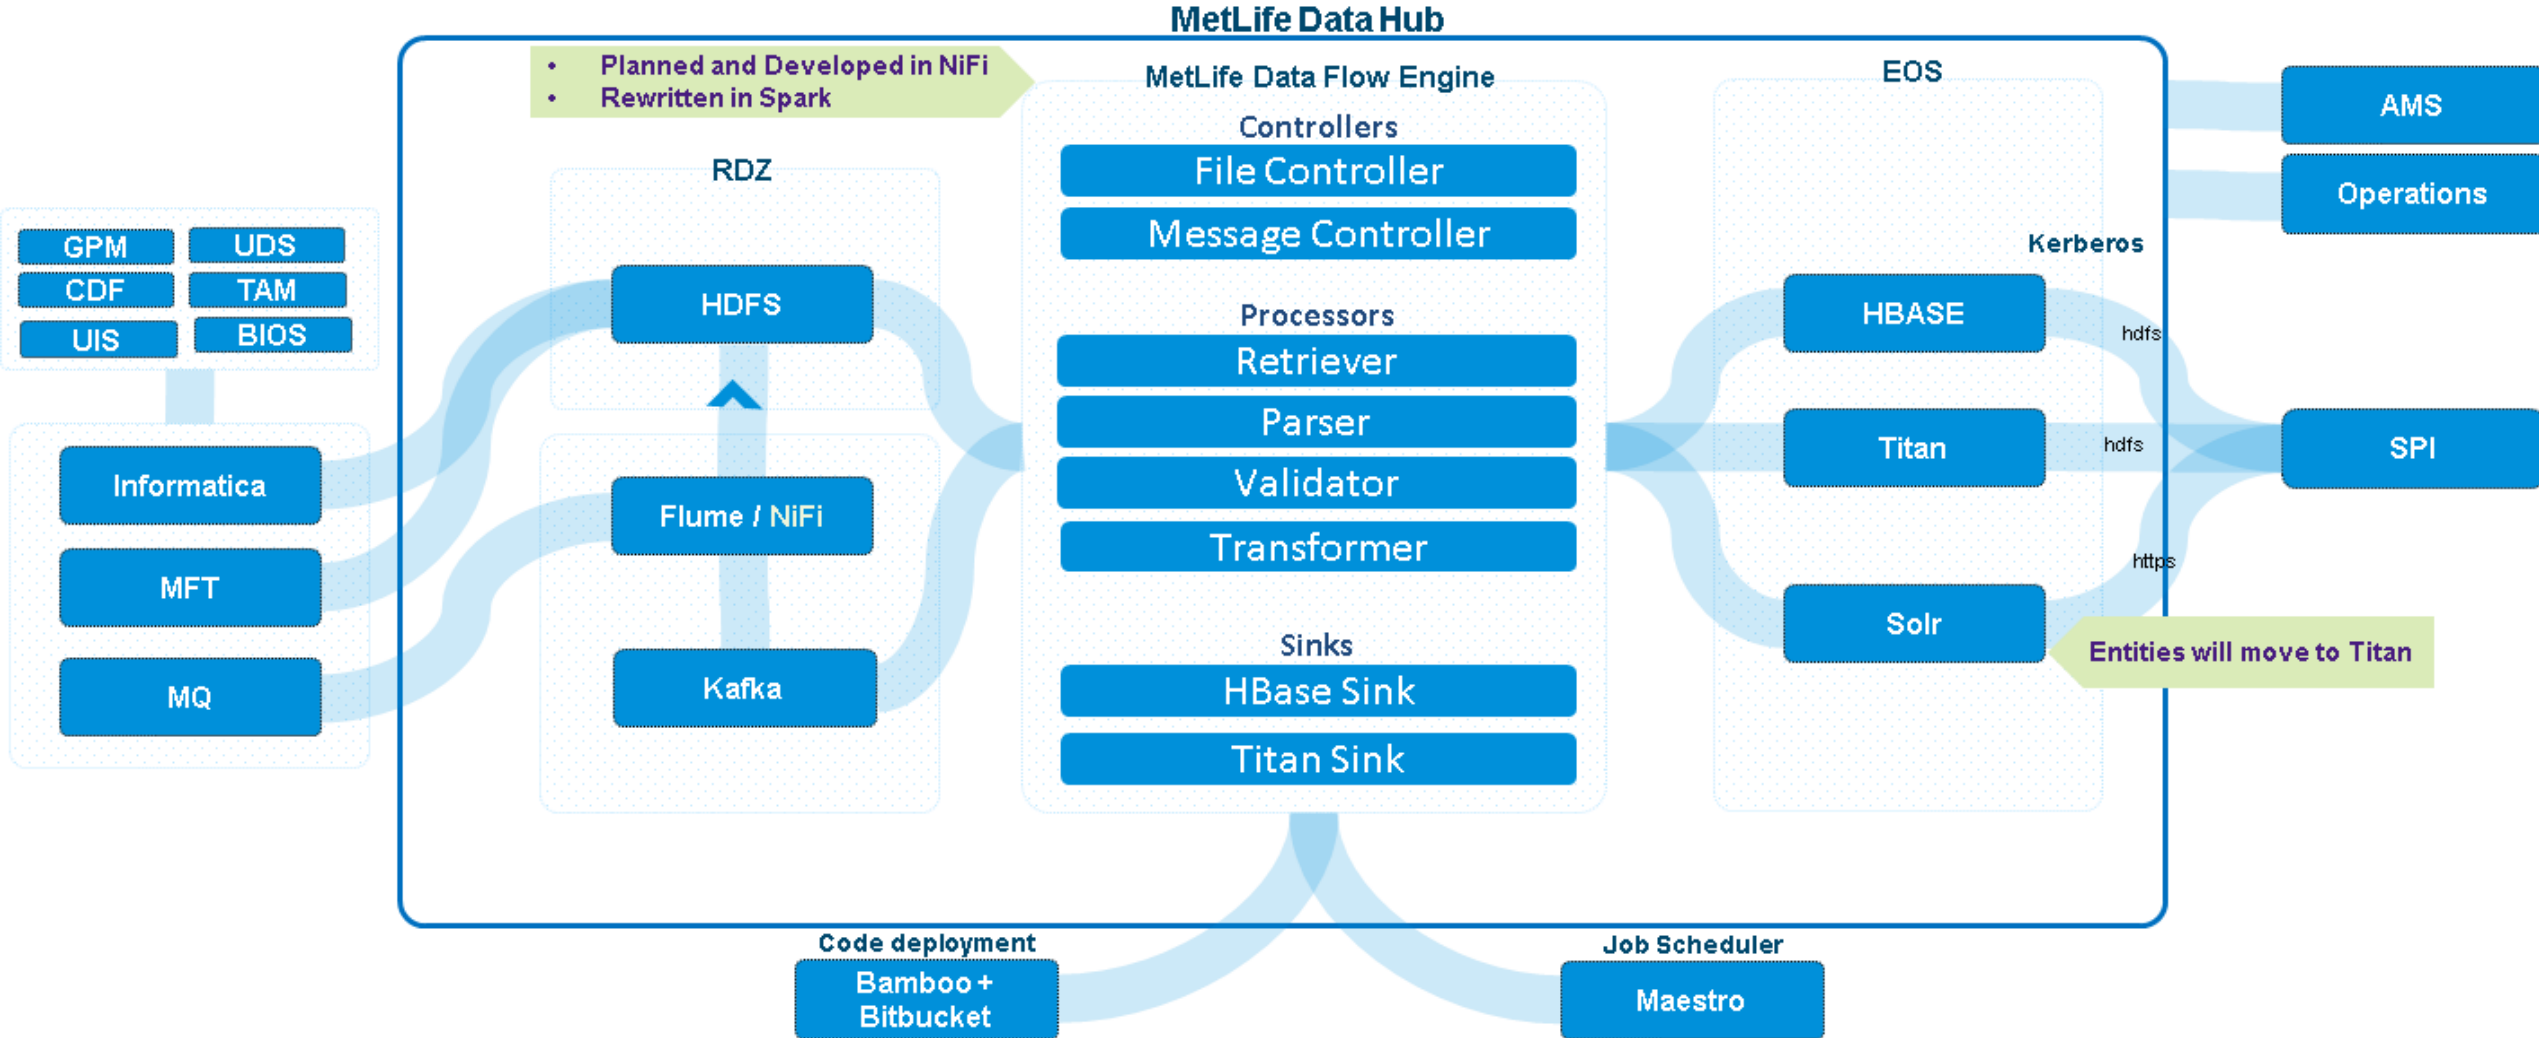 MetLife Data Hub
• Planned and Developed in NiFi
• Rewritten in Spark
GPM
UDS
CDF
TAM
UIS
BIOS
Informatica
MFT
MQ
RDZ
HDFS
Flume / NiFi
Kafka
MetLife Data Flow Engine
Controllers
File Controller
Message Controller
Processors
Retriever
Parser
Validator
Transformer
Sinks
HBase Sink
Titan Sink
EOS
Kerberos
HBASE
Titan
Solr
hdfs
hdfs
https
Entities will move to Titan
AMS
Operations
SPI
Code deployment
Bamboo +
Bitbucket
Job Scheduler
Maestro